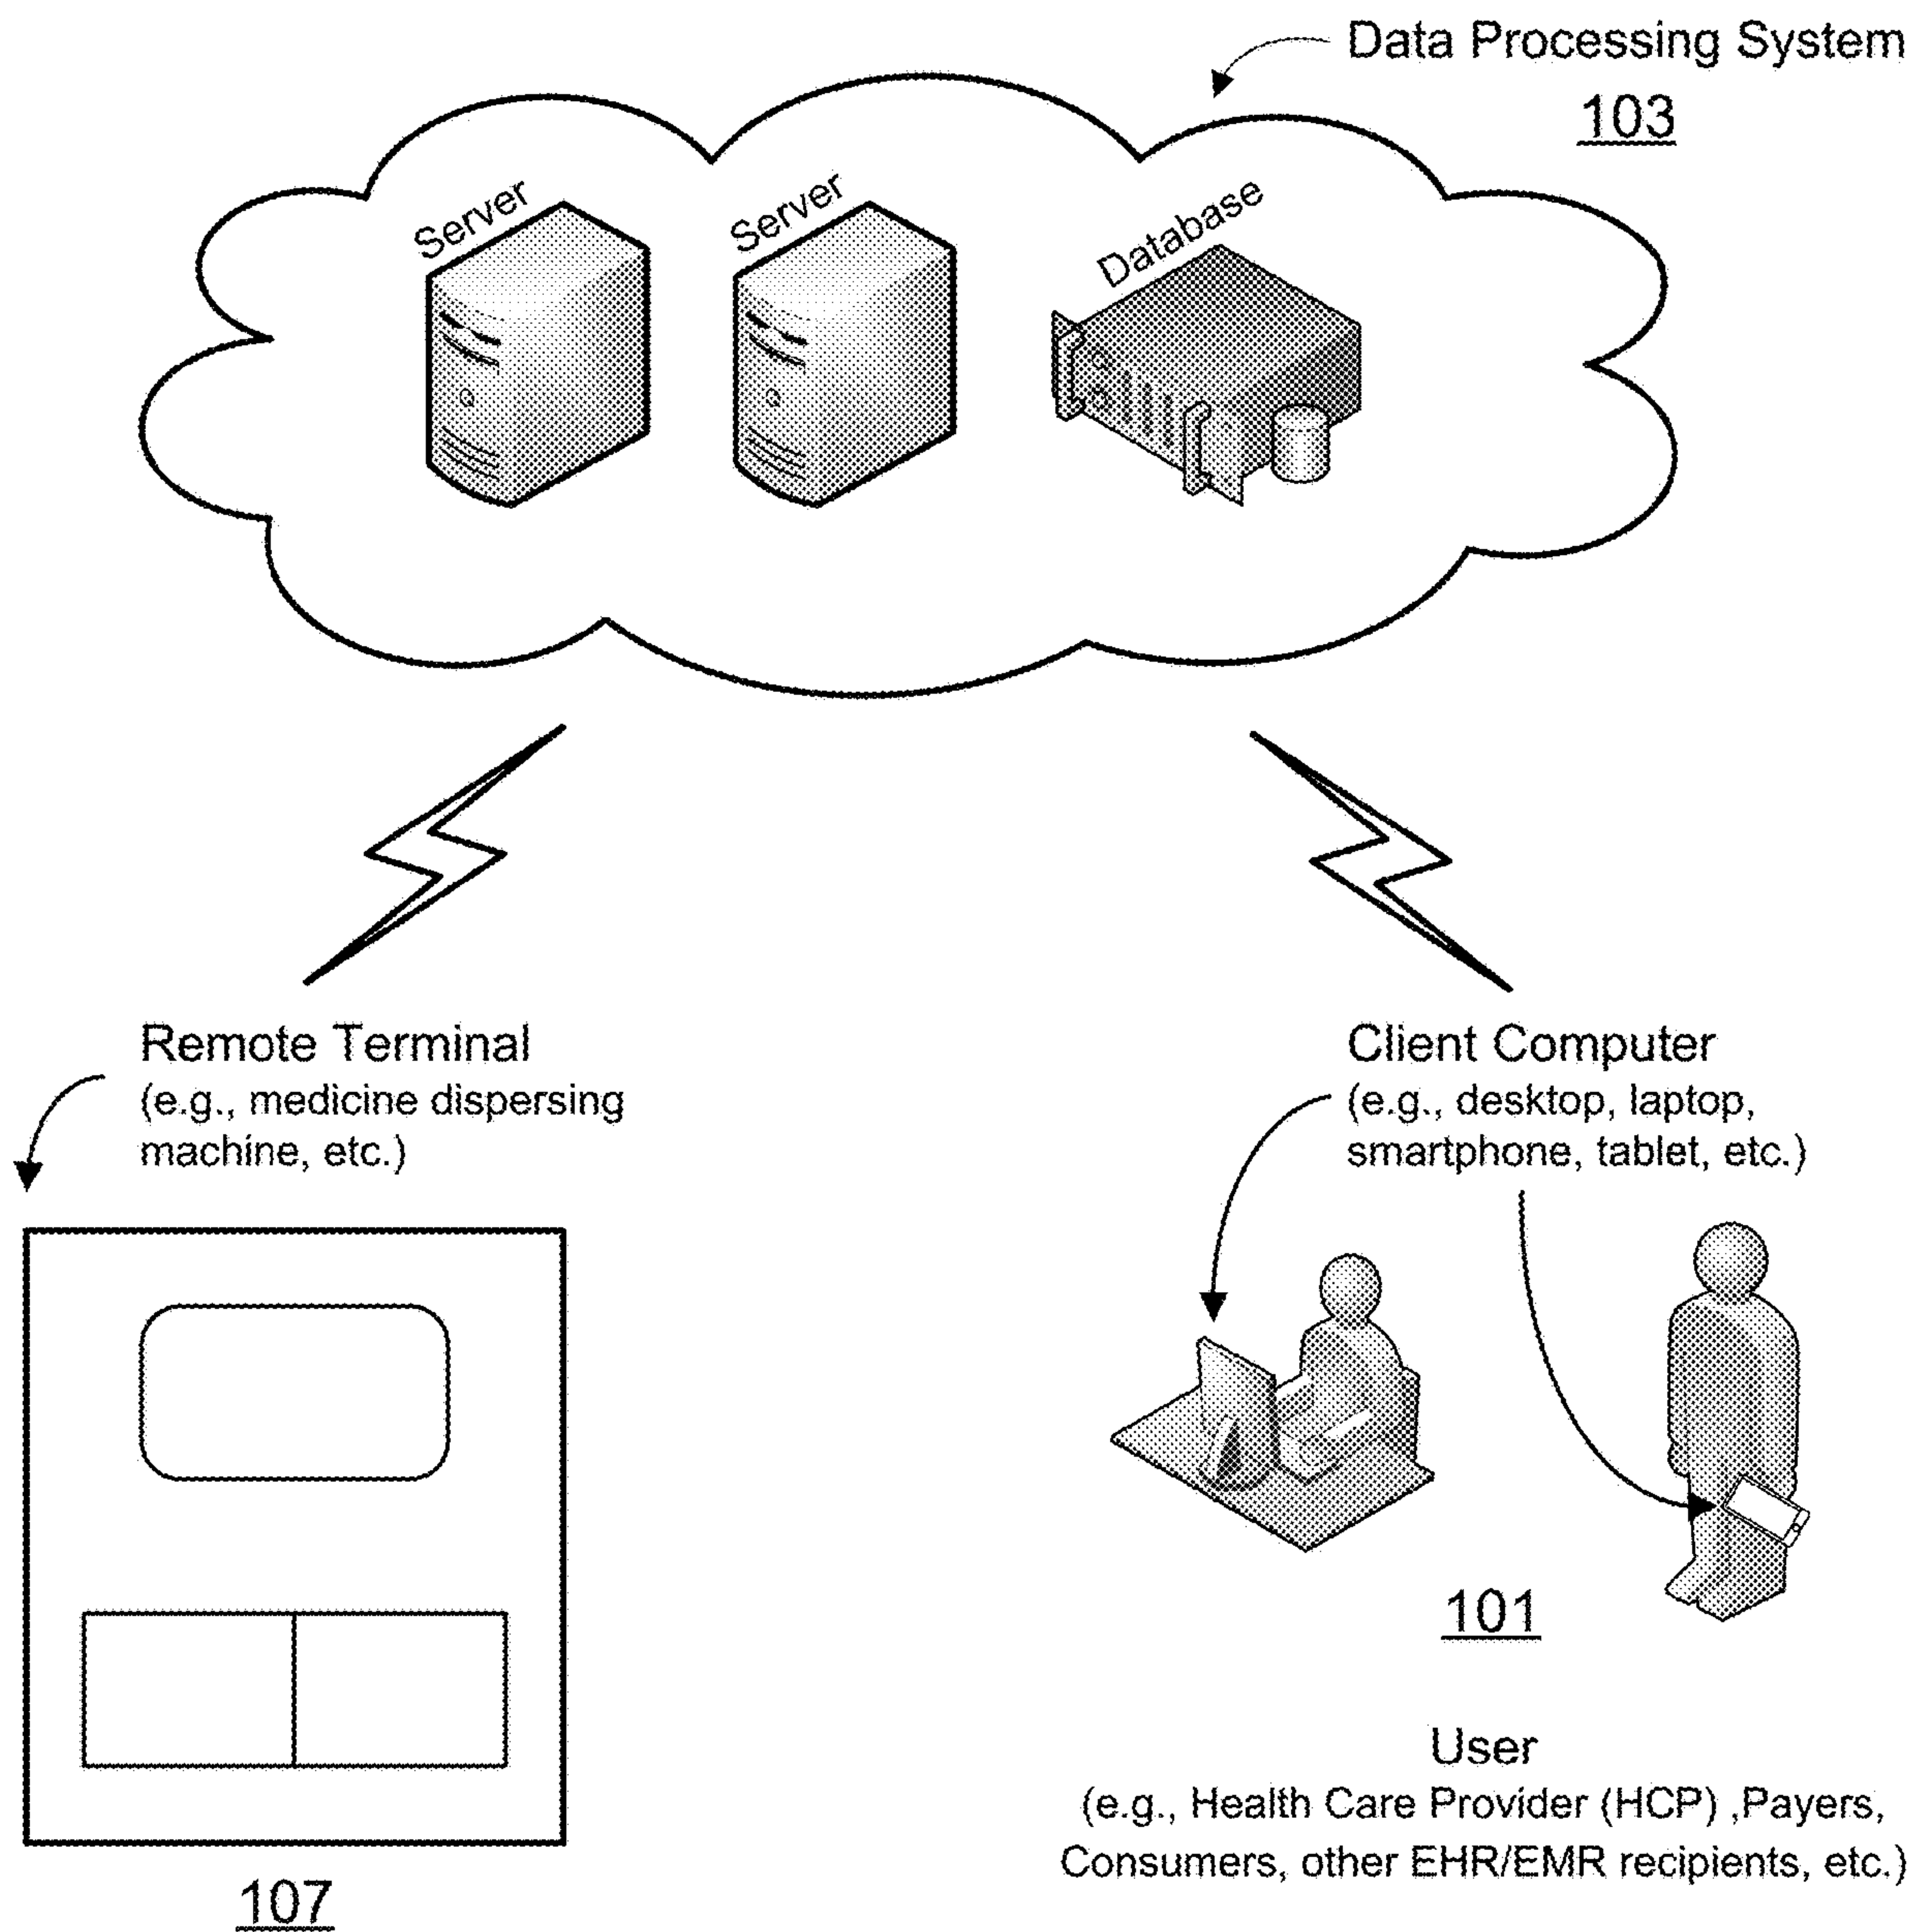 Data Processing System
103
Server
Server
Database
Remote Terminal
(e.g., medicine dispersing
machine, etc.)
Client Computer
(e.g., desktop, laptop,
smartphone, tablet, etc.)
101
User
(e.g., Health Care Provider (HCP) ,Payers,
Consumers, other EHR/EMR recipients, etc.)
107